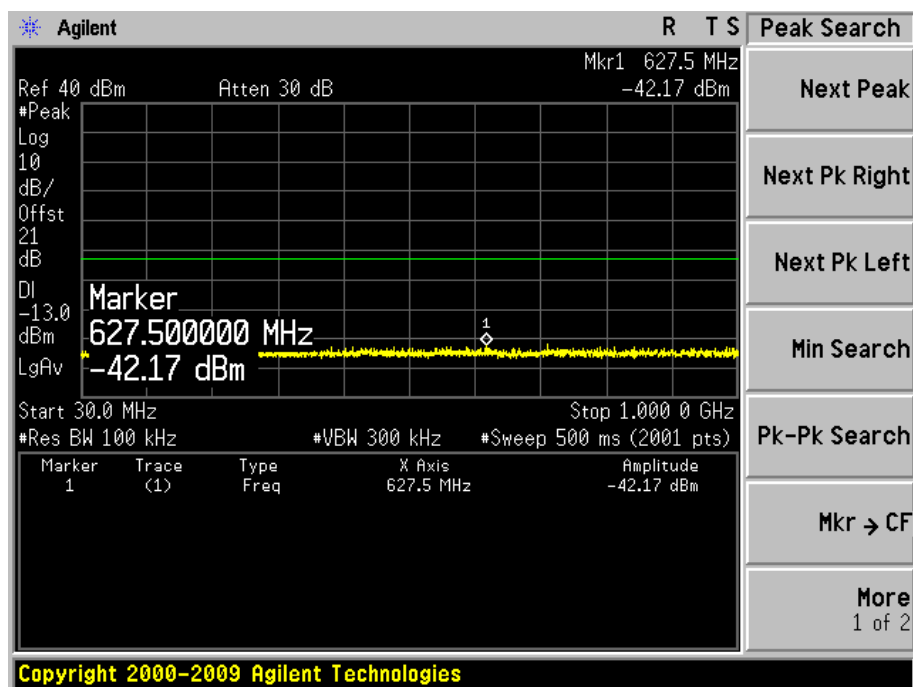 Agilent
R T S
Peak Search
Mkr1 627.5 MHz
Ref 40 dBm Atten 30 dB -42.17 dBm
#Peak
Log
10
dB/
Offst
21
dB
DI
-13.0
dBm
LgAv
Marker
627.500000 MHz
-42.17 dBm
1
Start 30.0 MHz Stop 1.000 0 GHz
#Res BW 100 kHz #VBW 300 kHz #Sweep 500 ms (2001 pts)
Marker Trace Type X Axis Amplitude
1 (1) Freq 627.5 MHz -42.17 dBm
Next Peak
Next Pk Right
Next Pk Left
Min Search
Pk-Pk Search
Mkr → CF
More
1 of 2
Copyright 2000-2009 Agilent Technologies